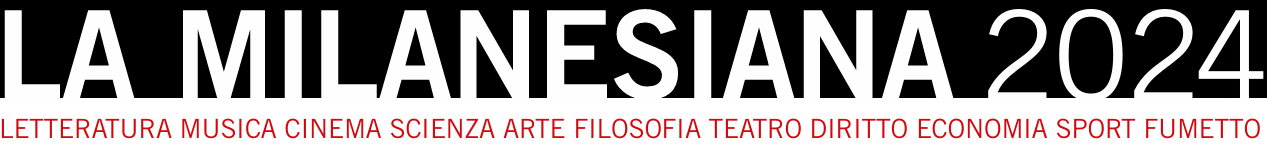 LA MILANESIANA 2024
LETTERATURA MUSICA CINEMA SCIENZA ARTE FILOSOFIA TEATRO DIRITTO ECONOMIA SPORT FUMETTO